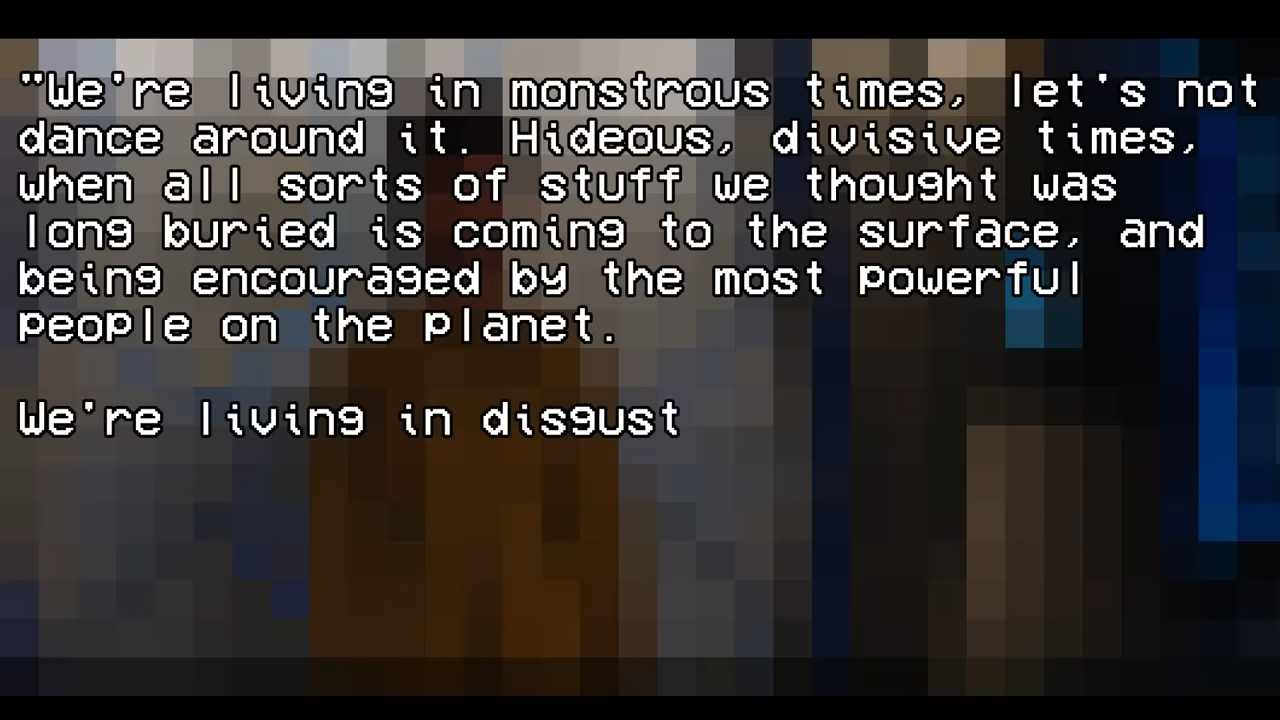 "We're living in monstrous times, let's not
dance around it. Hideous, divisive times,
when all sorts of stuff we thought was
long buried is coming to the surface, and
being encouraged by the most powerful
people on the planet.
We're living in disgust